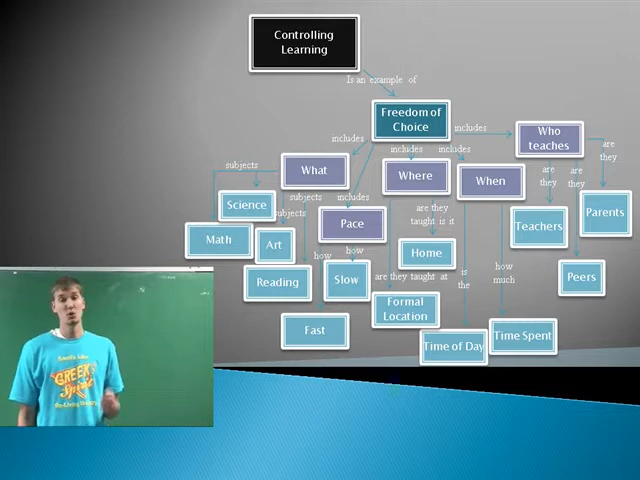 Controlling
Learning
Is an example of
Freedom of
Choice
includes
includes
includes
includes
includes
Who
teaches
are
they
are
they
are
they
What
Where
When
subjects
subjects
subjects
Science
Math
Art
Reading
Pace
how
how
Slow
Fast
are they
taught is it
Home
are they taught at
Formal
Location
is
the
Time of Day
how
much
Time Spent
Teachers
Peers
Parents
GREEK
Spirit